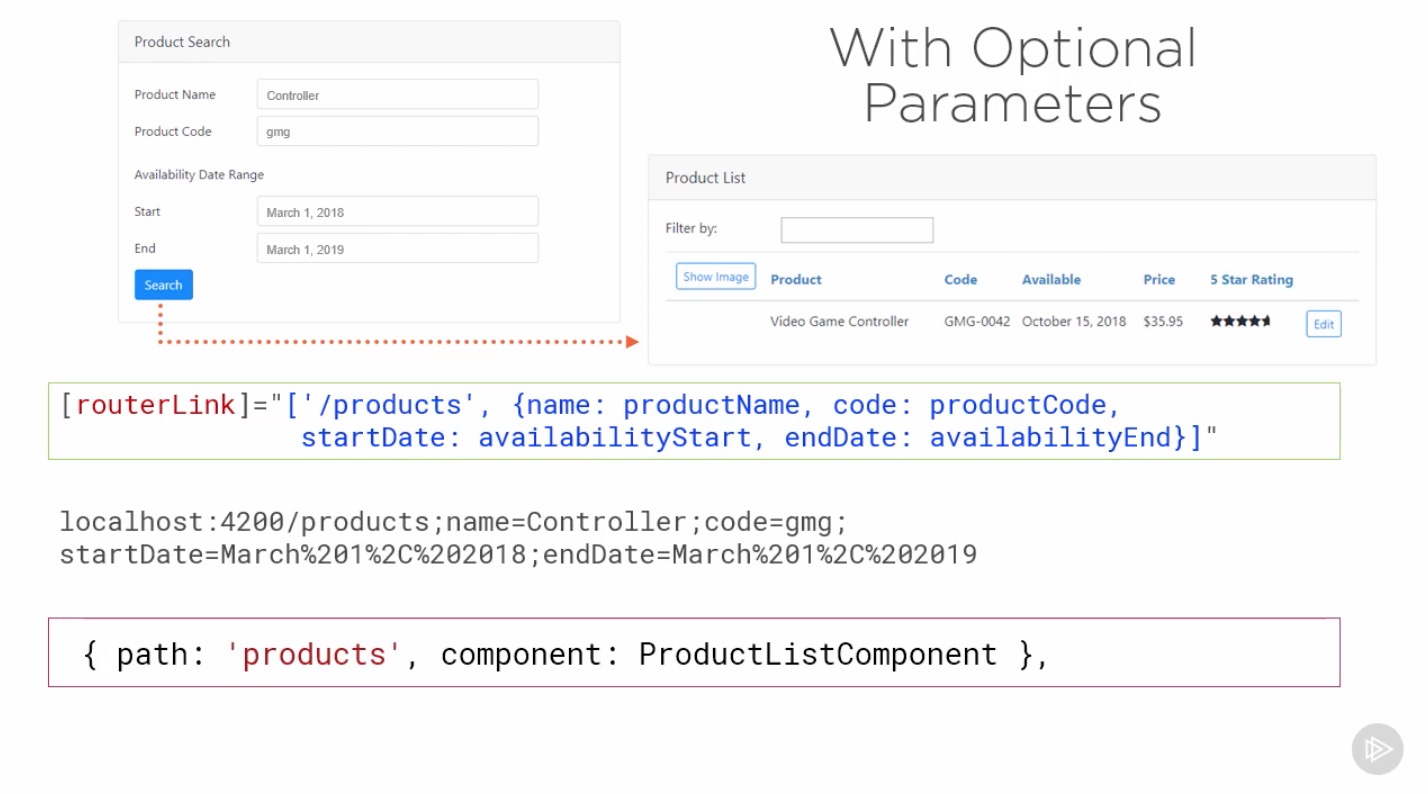 Product Search
Product Name Controller
Product Code gmg
Availability Date Range
Start March 1, 2018
End March 1, 2019
Search
With Optional
Parameters
Product List
Filter by:
Show Image Product Code Available Price 5 Star Rating
Video Game Controller GMG-0042 October 15, 2018 $35.95 Edit
[routerLink]="['/products', {name: productName, code: productCode,
startDate: availabilityStart, endDate: availabilityEnd}]"
localhost:4200/products;name=Controller;code=gmg;
startDate=March%201%2C%202018;endDate=March%201%2C%202019
{ path: 'products', component: ProductListComponent },